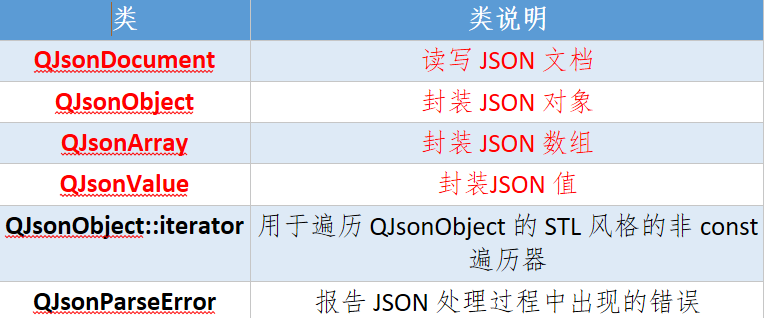 类 类说明
QJsonDocument 读写 JSON 文档
QJsonObject 封装 JSON 对象
QJsonArray 封装 JSON 数组
QJsonValue 封装JSON 值
QJsonObject::iterator 用于遍历 QJsonObject 的 STL 风格的非 const
遍历器
QJsonParseError 报告 JSON 处理过程中出现的错误